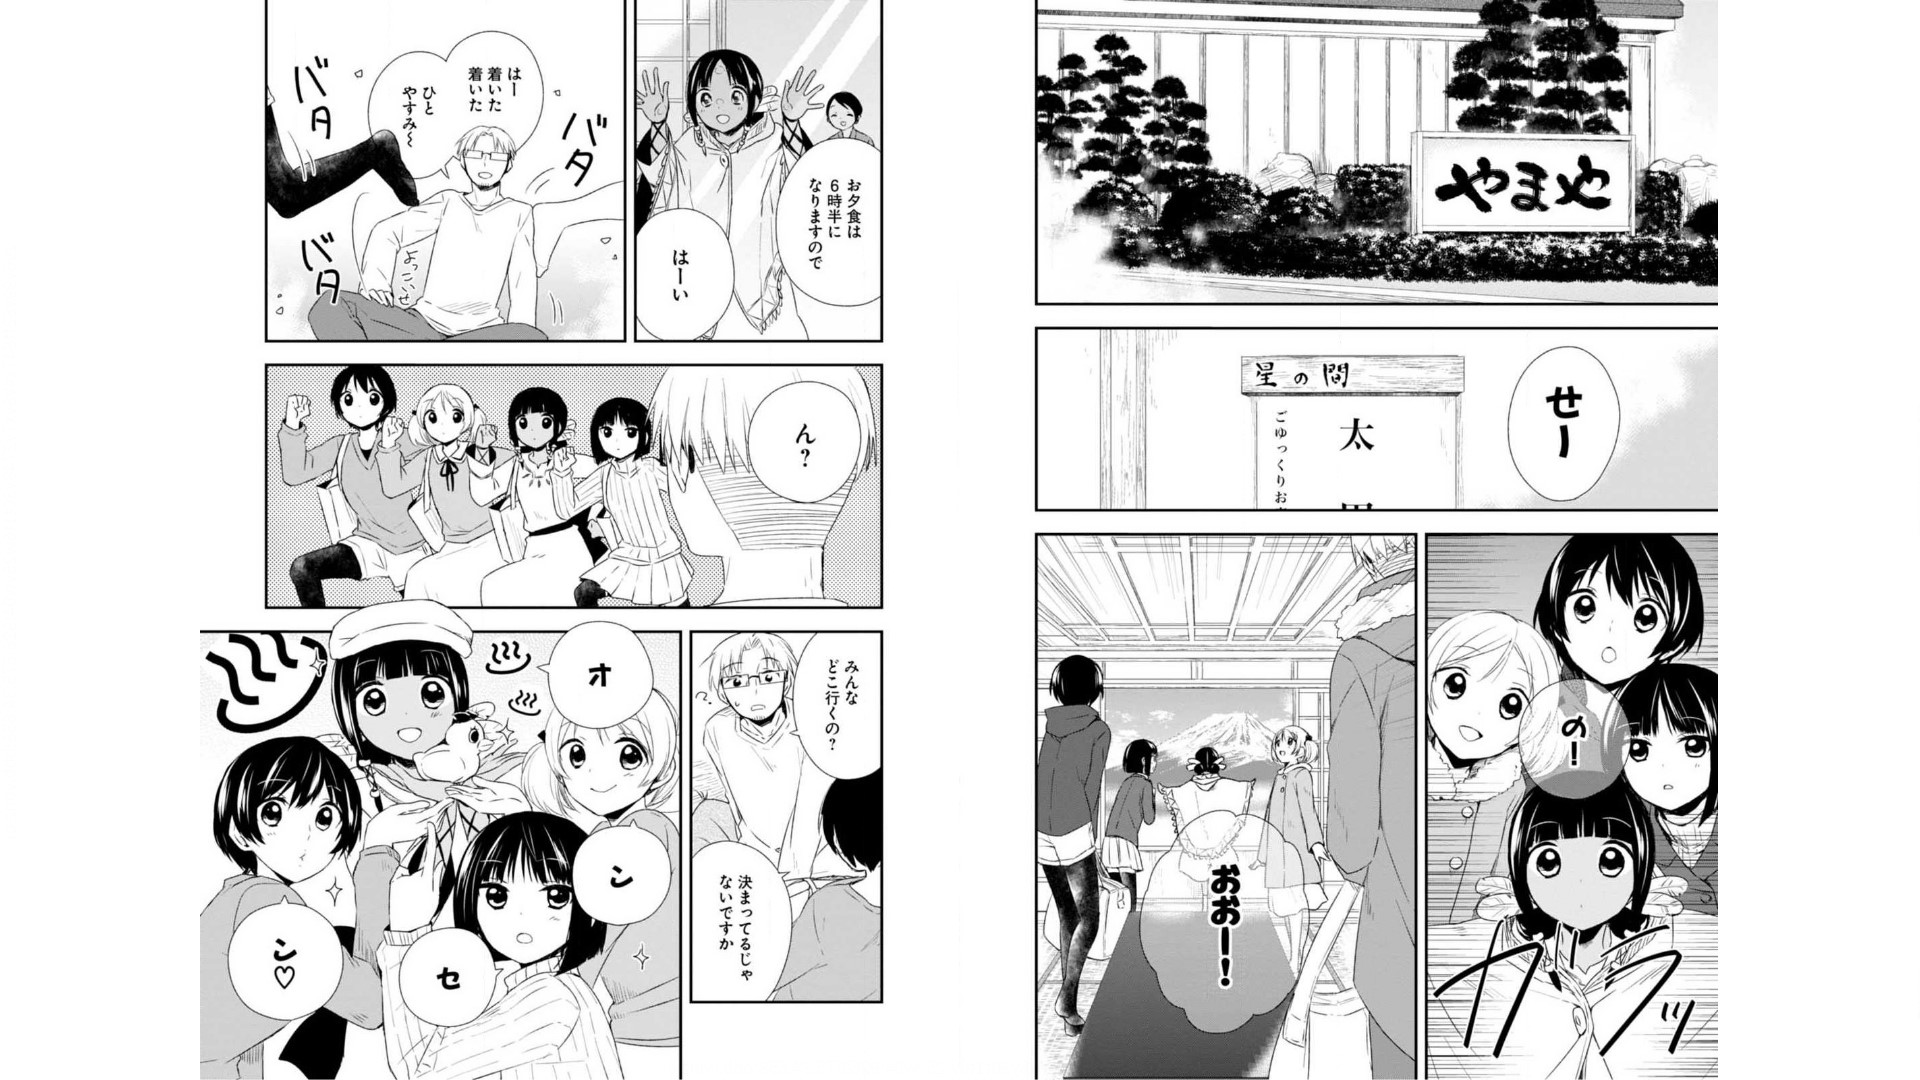 やまや
星の間
太
ごゆっくりお
せー
の!
ガラッ
おおー!
お夕食は
6時半に
なりますので
はーい
はー
着いた
着いた
ひと
やすみ〜
よっこいせ
バタ
バタ
バタ
ん?
みんな
どこ行くの?
決まってるじゃ
ないですか
オ
ン
セ
ン♡